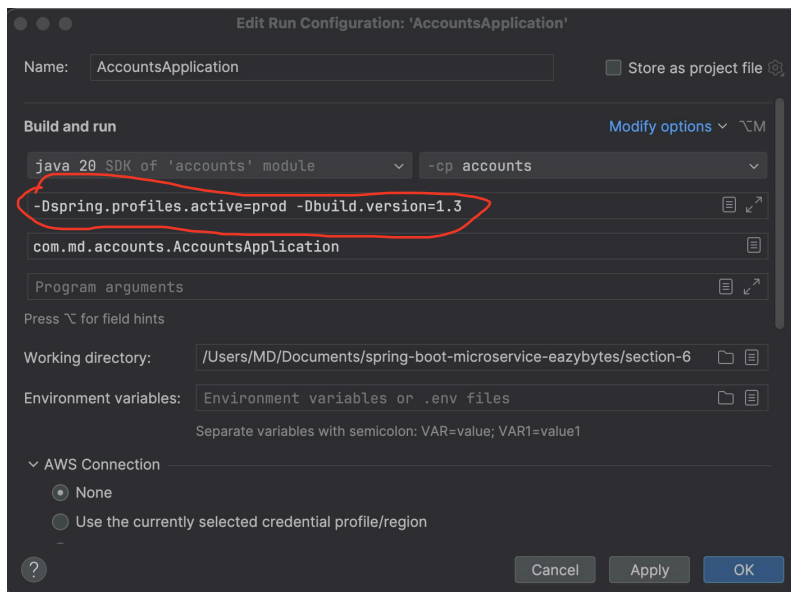 Edit Run Configuration: 'AccountsApplication'
Name: AccountsApplication Store as project file
Build and run Modify options ⌥M
java 20 SDK of 'accounts' module -cp accounts
-Dspring.profiles.active=prod -Dbuild.version=1.3
com.md.accounts.AccountsApplication
Program arguments
Press ⌥ for field hints
Working directory: /Users/MD/Documents/spring-boot-microservice-eazybytes/section-6
Environment variables: Environment variables or .env files
Separate variables with semicolon: VAR=value; VAR1=value1
AWS Connection
None
Use the currently selected credential profile/region
? Cancel Apply OK